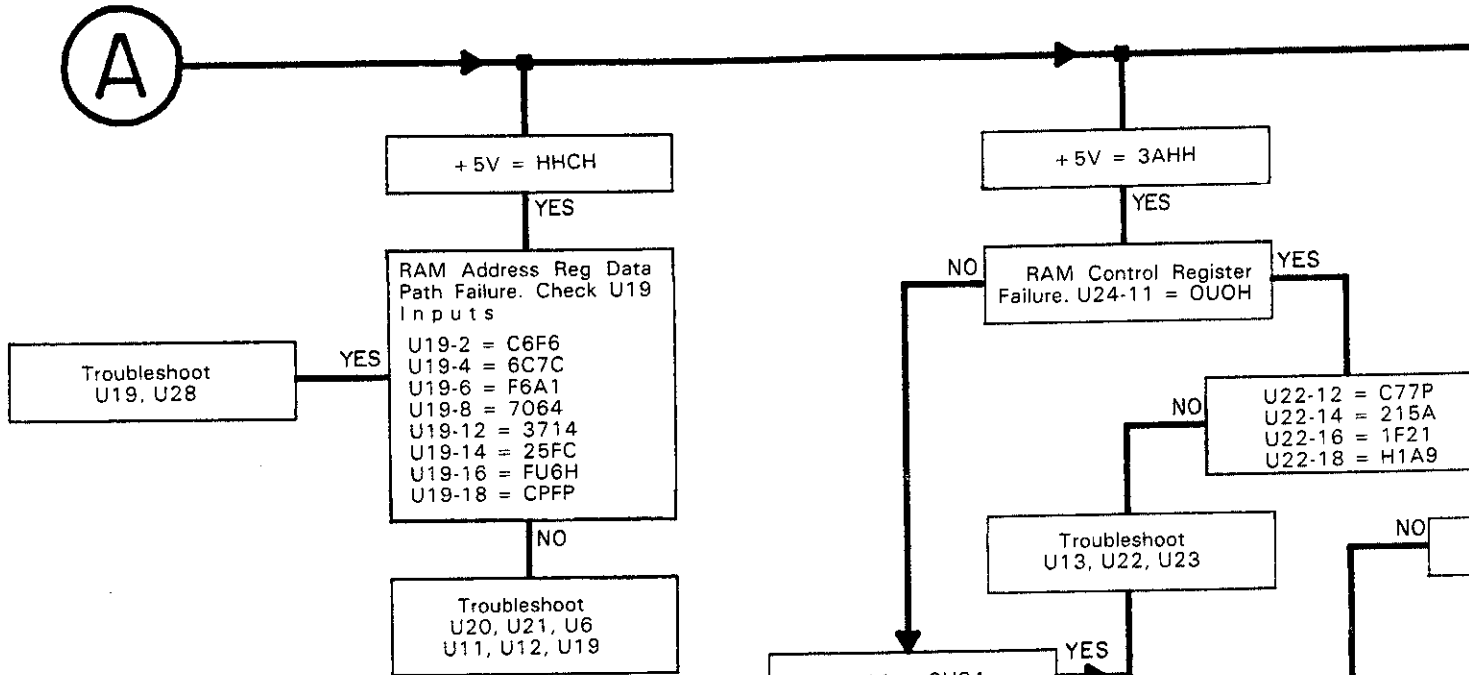 A
+5V = HHCH
YES
RAM Address Reg Data
Path Failure. Check U19
Inputs
U19-2 = C6F6
U19-4 = 6C7C
U19-6 = F6A1
U19-8 = 7064
U19-12 = 3714
U19-14 = 25FC
U19-16 = FU6H
U19-18 = CPFP
YES
Troubleshoot
U19, U28
NO
Troubleshoot
U20, U21, U6
U11, U12, U19
+5V = 3AHH
YES
NO
RAM Control Register
Failure. U24-11 = 0U0H
YES
NO
U22-12 = C77P
U22-14 = 215A
U22-16 = 1F21
U22-18 = H1A9
Troubleshoot
U13, U22, U23
NO
YES